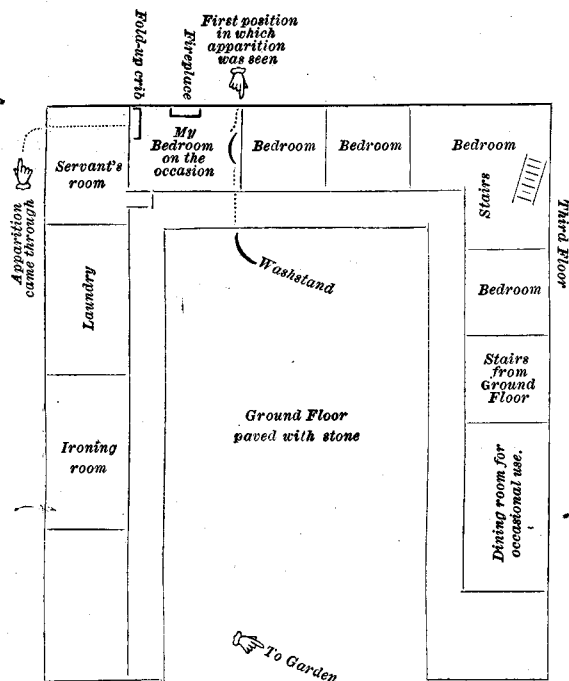 First position
in which
apparition
was seen
Fold-up crib
Fireplace
My
Bedroom
on the
occasion
Bedroom
Bedroom
Bedroom
Servant's
room
Stairs
Third Floor
Apparition
came through
Washstand
Laundry
Bedroom
Stairs
from
Ground
Floor
Ground Floor
paved with stone
Ironing
room
Dining room for
occasional use.
To Garden